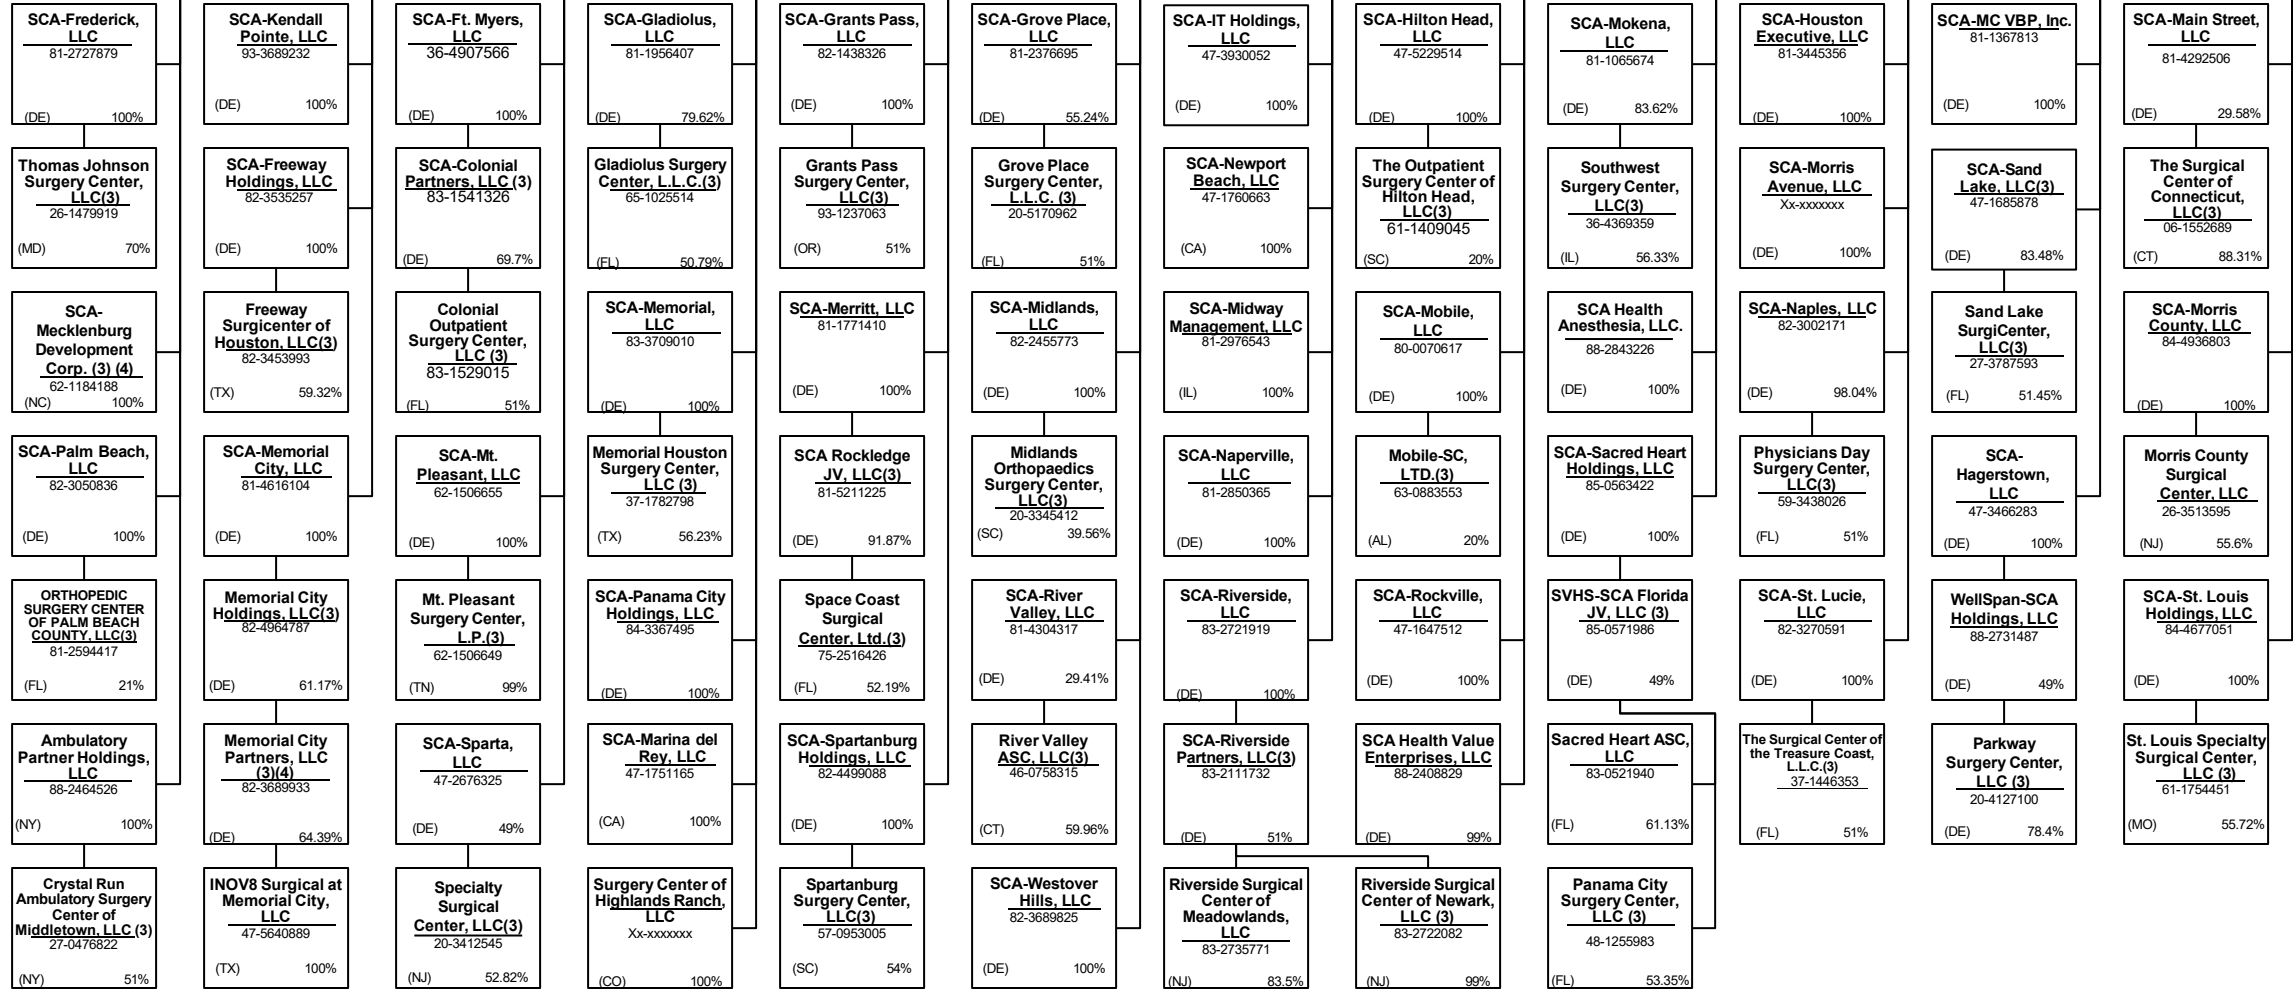 SCA-Frederick,
LLC
81-2727879
(DE) 100%
Thomas Johnson
Surgery Center,
LLC(3)
26-1479919
(MD) 70%
SCA-
Mecklenburg
Development
Corp. (3) (4)
62-1184188
(NC) 100%
SCA-Palm Beach,
LLC
82-3050836
(DE) 100%
ORTHOPEDIC
SURGERY CENTER
OF PALM BEACH
COUNTY, LLC(3)
81-2594417
(FL) 21%
Ambulatory
Partner Holdings,
LLC
88-2464526
(NY) 100%
Crystal Run
Ambulatory Surgery
Center of
Middletown, LLC (3)
27-0476822
(NY) 51%
SCA-Kendall
Pointe, LLC
93-3689232
(DE) 100%
SCA-Freeway
Holdings, LLC
82-3535257
(DE) 100%
Freeway
Surgicenter of
Houston, LLC(3)
82-3453993
(TX) 59.32%
SCA-Memorial
City, LLC
81-4616104
(DE) 100%
Memorial City
Holdings, LLC(3)
82-4964787
(DE) 61.17%
Memorial City
Partners, LLC
(3)(4)
82-3689933
(DE) 64.39%
INOV8 Surgical at
Memorial City,
LLC
47-5640889
(TX) 100%
SCA-Ft. Myers,
LLC
36-4907566
(DE) 100%
SCA-Colonial
Partners, LLC (3)
83-1541326
(DE) 69.7%
Colonial
Outpatient
Surgery Center,
LLC (3)
83-1529015
(FL) 51%
SCA-Mt.
Pleasant, LLC
62-1506655
(DE) 100%
Mt. Pleasant
Surgery Center,
L.P.(3)
62-1506649
(TN) 99%
SCA-Sparta,
LLC
47-2676325
(DE) 49%
Specialty
Surgical
Center, LLC(3)
20-3412545
(NJ) 52.82%
SCA-Gladiolus,
LLC
81-1956407
(DE) 79.62%
Gladiolus Surgery
Center, L.L.C.(3)
65-1025514
(FL) 50.79%
SCA-Memorial,
LLC
83-3709010
(DE) 100%
Memorial Houston
Surgery Center,
LLC (3)
37-1782798
(TX) 56.23%
SCA-Panama City
Holdings, LLC
84-3367495
(DE) 100%
SCA-Marina del
Rey, LLC
47-1751165
(CA) 100%
Surgery Center of
Highlands Ranch,
LLC
Xx-xxxxxxx
(CO) 100%
SCA-Grants Pass,
LLC
82-1438326
(DE) 100%
Grants Pass
Surgery Center,
LLC(3)
93-1237063
(OR) 51%
SCA-Merritt, LLC
81-1771410
(DE) 100%
SCA Rockledge
JV, LLC(3)
81-5211225
(DE) 91.87%
Space Coast
Surgical
Center, Ltd.(3)
75-2516426
(FL) 52.19%
SCA-Spartanburg
Holdings, LLC
82-4499088
(DE) 100%
Spartanburg
Surgery Center,
LLC(3)
57-0953005
(SC) 54%
SCA-Grove Place,
LLC
81-2376695
(DE) 55.24%
Grove Place
Surgery Center,
L.L.C. (3)
20-5170962
(FL) 51%
SCA-Midlands,
LLC
82-2455773
(DE) 100%
Midlands
Orthopaedics
Surgery Center,
LLC(3)
20-3345412
(SC) 39.56%
SCA-River
Valley, LLC
81-4304317
(DE) 29.41%
River Valley
ASC, LLC(3)
46-0758315
(CT) 59.96%
SCA-Westover
Hills, LLC
82-3689825
(DE) 100%
SCA-IT Holdings,
LLC
47-3930052
(DE) 100%
SCA-Newport
Beach, LLC
47-1760663
(CA) 100%
SCA-Midway
Management, LLC
81-2976543
(IL) 100%
SCA-Naperville,
LLC
81-2850365
(DE) 100%
SCA-Riverside,
LLC
83-2721919
(DE) 100%
SCA-Riverside
Partners, LLC(3)
83-2111732
(DE) 51%
Riverside Surgical
Center of
Meadowlands,
LLC
83-2735771
(NJ) 83.5%
SCA-Hilton Head,
LLC
47-5229514
(DE) 100%
The Outpatient
Surgery Center of
Hilton Head,
LLC(3)
61-1409045
(SC) 20%
SCA-Mobile,
LLC
80-0070617
(DE) 100%
Mobile-SC,
LTD.(3)
63-0883553
(AL) 20%
SCA-Rockville,
LLC
47-1647512
(DE) 100%
SCA Health Value
Enterprises, LLC
88-2408829
(DE) 99%
Riverside Surgical
Center of Newark,
LLC (3)
83-2722082
(NJ) 99%
SCA-Mokena,
LLC
81-1065674
(DE) 83.62%
Southwest
Surgery Center,
LLC(3)
36-4369359
(IL) 56.33%
SCA Health
Anesthesia, LLC.
88-2843226
(DE) 100%
SCA-Sacred Heart
Holdings, LLC
85-0563422
(DE) 100%
SVHS-SCA Florida
JV, LLC (3)
85-0571986
(DE) 49%
Sacred Heart ASC,
LLC
83-0521940
(FL) 61.13%
Panama City
Surgery Center,
LLC (3)
48-1255983
(FL) 53.35%
SCA-Houston
Executive, LLC
81-3445356
(DE) 100%
SCA-Morris
Avenue, LLC
Xx-xxxxxxx
(DE) 100%
SCA-Naples, LLC
82-3002171
(DE) 98.04%
Physicians Day
Surgery Center,
LLC(3)
59-3438026
(FL) 51%
SCA-St. Lucie,
LLC
82-3270591
(DE) 100%
The Surgical Center of
the Treasure Coast,
L.L.C.(3)
37-1446353
(FL) 51%
SCA-MC VBP, Inc.
81-1367813
(DE) 100%
SCA-Sand
Lake, LLC(3)
47-1685878
(DE) 83.48%
Sand Lake
SurgiCenter,
LLC(3)
27-3787593
(FL) 51.45%
SCA-
Hagerstown,
LLC
47-3466283
(DE) 100%
WellSpan-SCA
Holdings, LLC
88-2731487
(DE) 49%
Parkway
Surgery Center,
LLC (3)
20-4127100
(DE) 78.4%
SCA-Main Street,
LLC
81-4292506
(DE) 29.58%
The Surgical
Center of
Connecticut,
LLC(3)
06-1552689
(CT) 88.31%
SCA-Morris
County, LLC
84-4936803
(DE) 100%
Morris County
Surgical
Center, LLC
26-3513595
(NJ) 55.6%
SCA-St. Louis
Holdings, LLC
84-4677051
(DE) 100%
St. Louis Specialty
Surgical Center,
LLC (3)
61-1754451
(MO) 55.72%